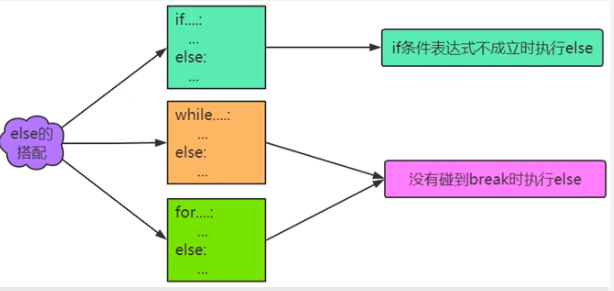 else的
搭配
if....:
...
else:
...
if条件表达式不成立时执行else
while....:
...
else:
...
没有碰到break时执行else
for....:
...
else:
...